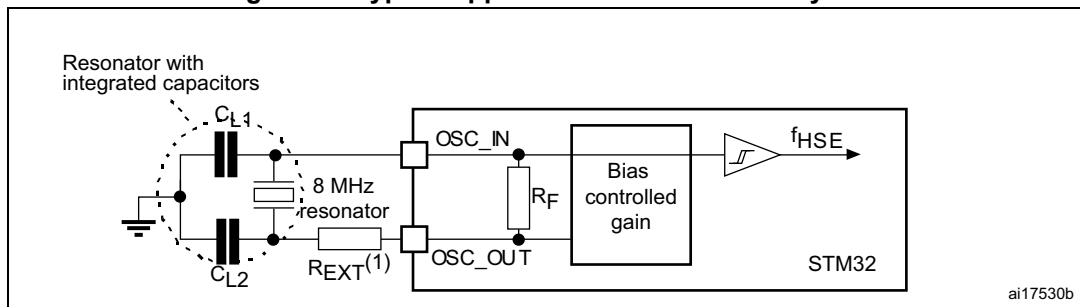 Resonator with
integrated capacitors
CL1
OSC_IN
fHSE
8 MHz
resonator
RF
Bias
controlled
gain
REXT(1)
OSC_OUT
STM32
CL2
ai17530b